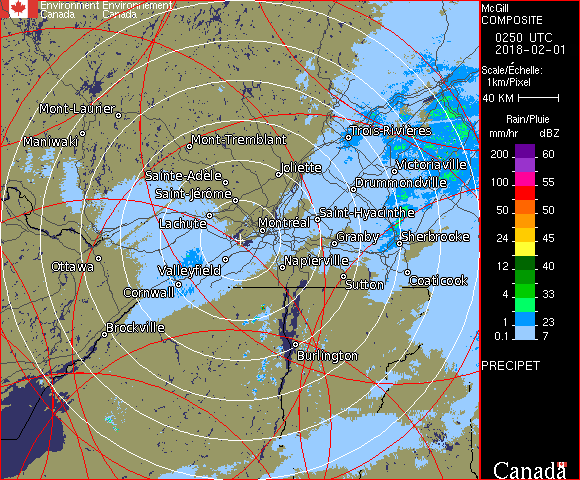 Environment Environnement
Canada Canada
McGill
COMPOSITE
0250 UTC
2018-02-01
Scale/Échelle:
1km/Pixel
40 KM
Rain/Pluie
mm/hr dBZ
200 60
150 57
100 55
50 50
24 45
12 40
4 33
1 23
0.1 7
PRECIPET
Canada
Mont-Laurier
Maniwaki
Mont-Tremblant
Trois-Rivières
Joliette
Victoriaville
Sainte-Adèle
Drummondville
Saint-Jérôme
Saint-Hyacinthe
Lachute
Montréal
Granby
Sherbrooke
Ottawa
Valleyfield
Napierville
Cornwall
Sutton
Coaticook
Brockville
Burlington